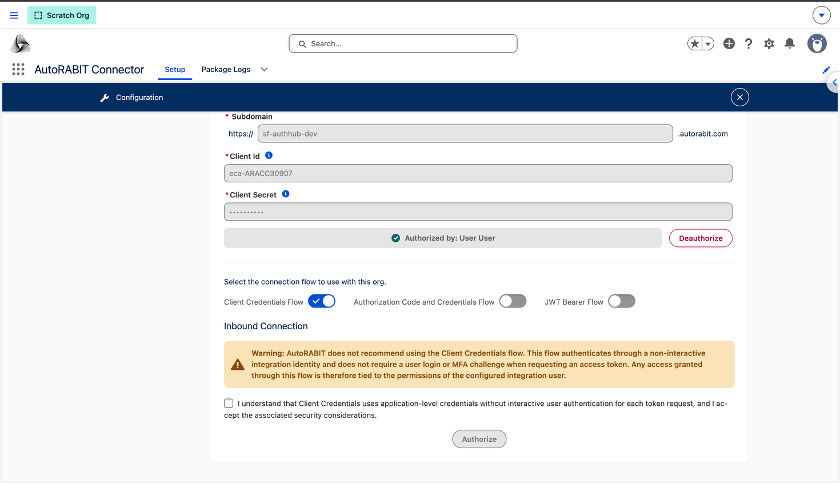 Scratch Org
Search...
AutoRABIT Connector
Setup
Package Logs
Configuration
* Subdomain
https://
sf-authhub-dev
.autorabit.com
* Client Id
eca-ARACC30907
* Client Secret
••••••••••
Authorized by: User User
Deauthorize
Select the connection flow to use with this org.
Client Credentials Flow
Authorization Code and Credentials Flow
JWT Bearer Flow
Inbound Connection
Warning: AutoRABIT does not recommend using the Client Credentials flow. This flow authenticates through a non-interactive
integration identity and does not require a user login or MFA challenge when requesting an access token. Any access granted
through this flow is therefore tied to the permissions of the configured integration user.
I understand that Client Credentials uses application-level credentials without interactive user authentication for each token request, and I ac-
cept the associated security considerations.
Authorize